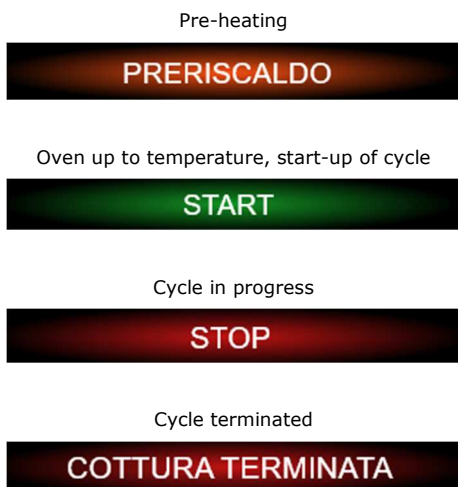 Pre-heating
PRERISCALDO
Oven up to temperature, start-up of cycle
START
Cycle in progress
STOP
Cycle terminated
COTTURA TERMINATA